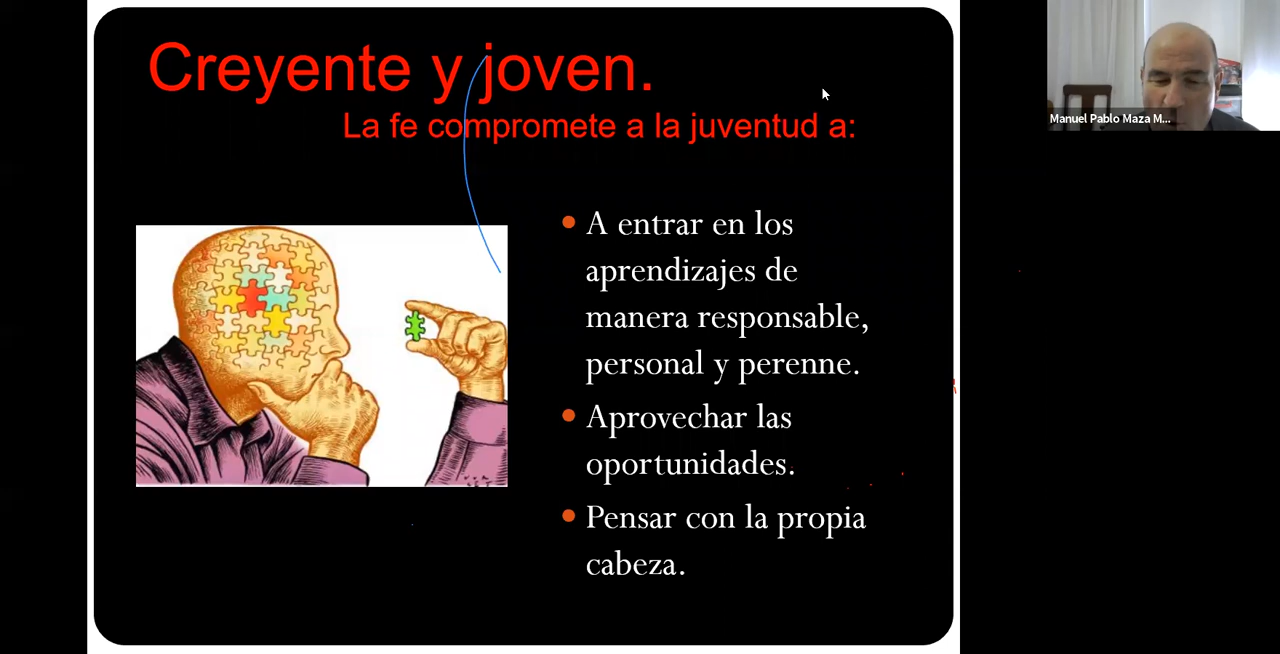 Creyente y joven.
La fe compromete a la juventud a:
Manuel Pablo Maza M...
A entrar en los
aprendizajes de
manera responsable,
personal y perenne.
Aprovechar las
oportunidades.
Pensar con la propia
cabeza.